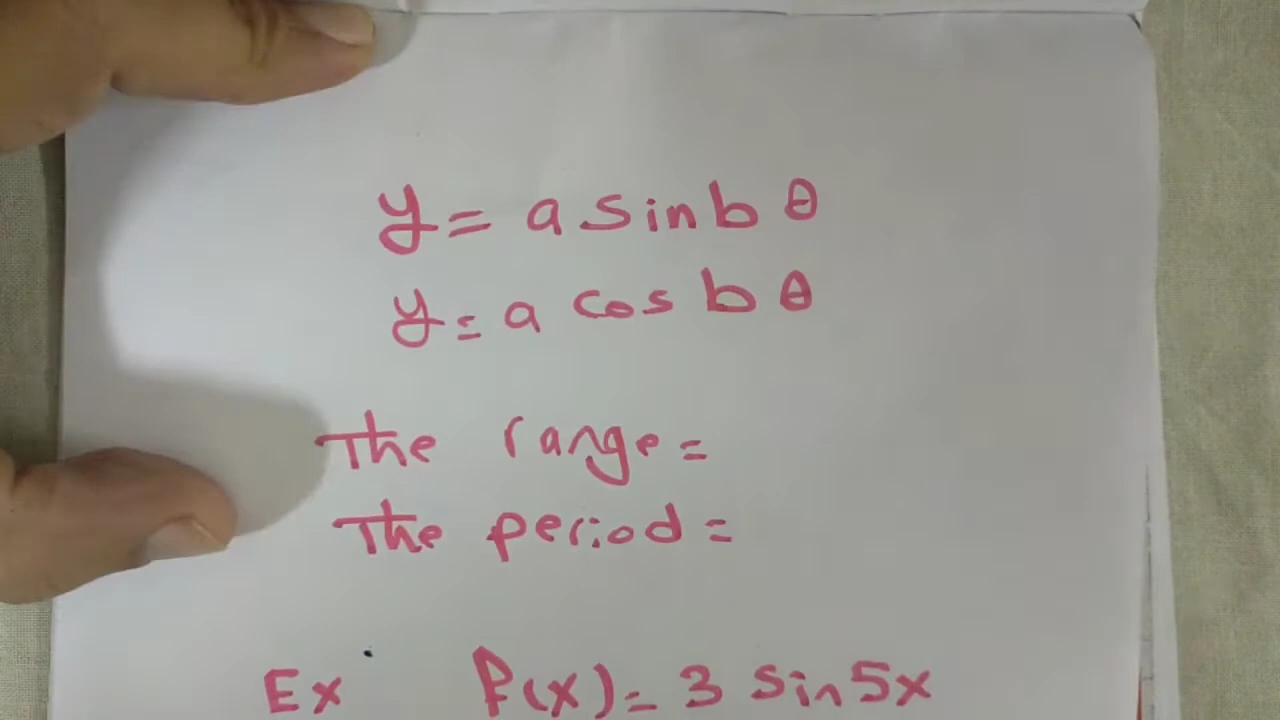 y = a sin b θ
y = a cos b θ
The range =
The period =
Ex f(x) = 3 sin 5x